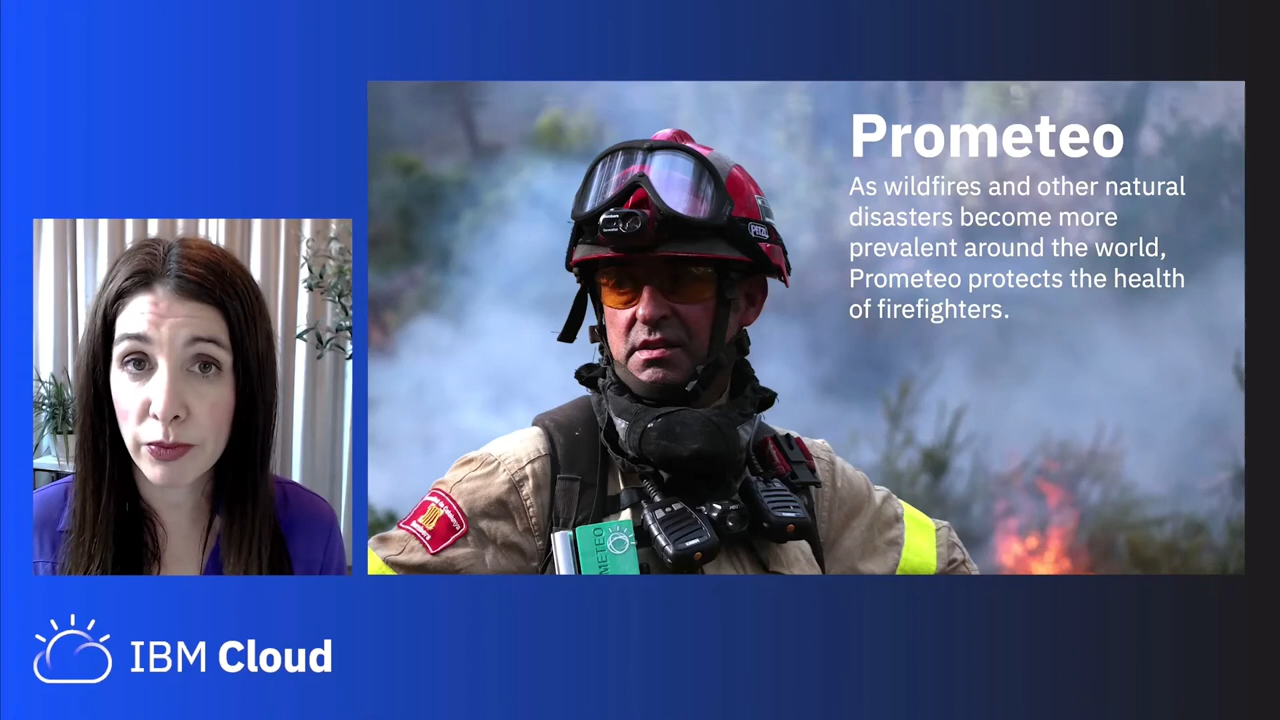 Prometeo
As wildfires and other natural
disasters become more
prevalent around the world,
Prometeo protects the health
of firefighters.
PETZL
METEO
IBM Cloud